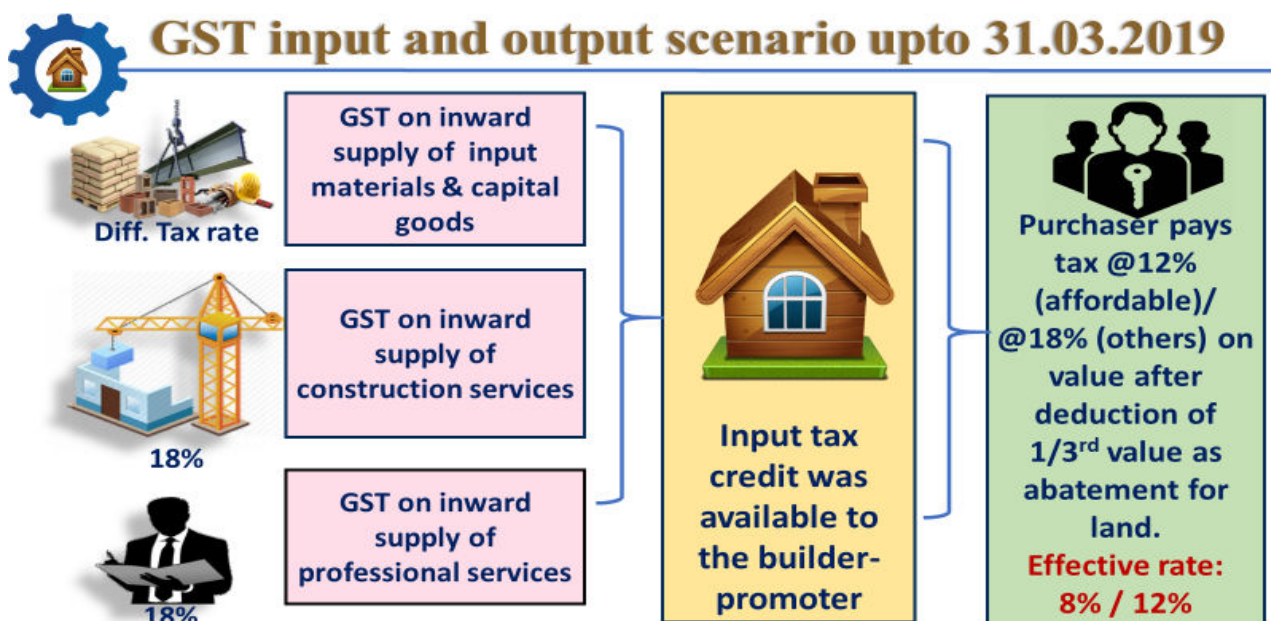 GST input and output scenario upto 31.03.2019
Diff. Tax rate
GST on inward
supply of input
materials & capital
goods
18%
GST on inward
supply of
construction services
18%
GST on inward
supply of
professional services
Input tax
credit was
available to
the builder-
promoter
Purchaser pays
tax @12%
(affordable)/
@18% (others) on
value after
deduction of
1/3rd value as
abatement for
land.
Effective rate:
8% / 12%